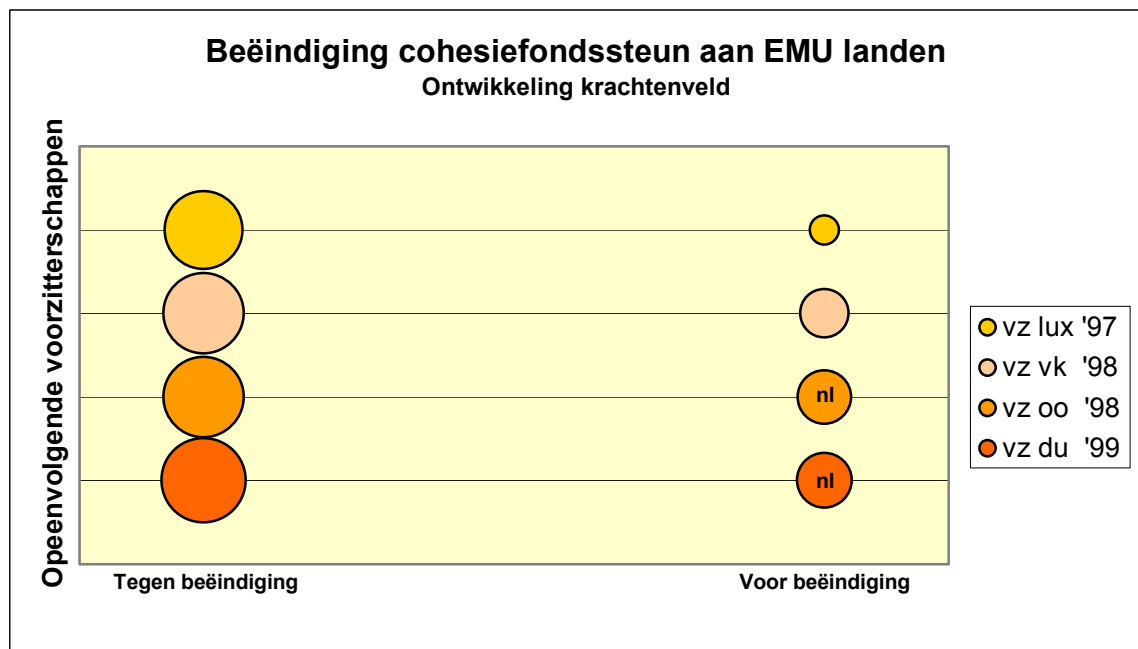 Beëindiging cohesiefondssteun aan EMU landen
Ontwikkeling krachtenveld
Opeenvolgende voorzitterschappen
nl
nl
Tegen beëindiging
Voor beëindiging
vz lux '97
vz vk '98
vz oo '98
vz du '99